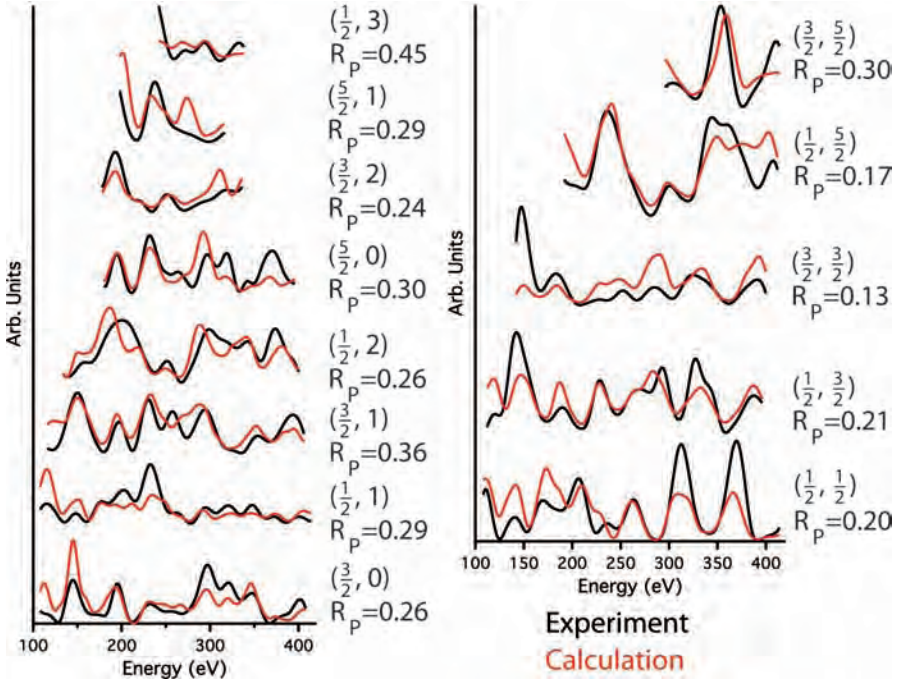 Arb. Units
(1/2, 3)
R_P=0.45
(5/2, 1)
R_P=0.29
(3/2, 2)
R_P=0.24
(5/2, 0)
R_P=0.30
(1/2, 2)
R_P=0.26
(3/2, 1)
R_P=0.36
(1/2, 1)
R_P=0.29
(3/2, 0)
R_P=0.26
100 200 300 400
Energy (eV)
Arb. Units
(3/2, 5/2)
R_P=0.30
(1/2, 5/2)
R_P=0.17
(3/2, 3/2)
R_P=0.13
(1/2, 3/2)
R_P=0.21
(1/2, 1/2)
R_P=0.20
100 150 200 250 300 350 400
Energy (eV)
Experiment
Calculation